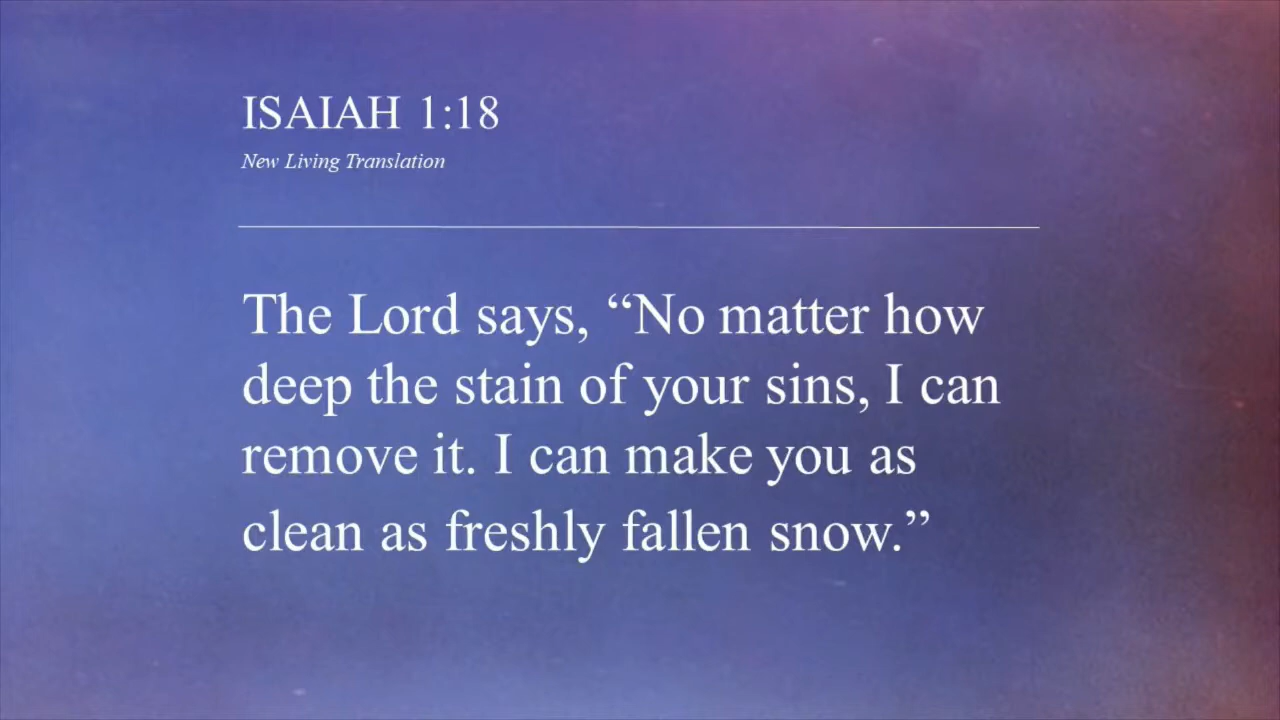 ISAIAH 1:18
New Living Translation
The Lord says, “No matter how
deep the stain of your sins, I can
remove it. I can make you as
clean as freshly fallen snow.”